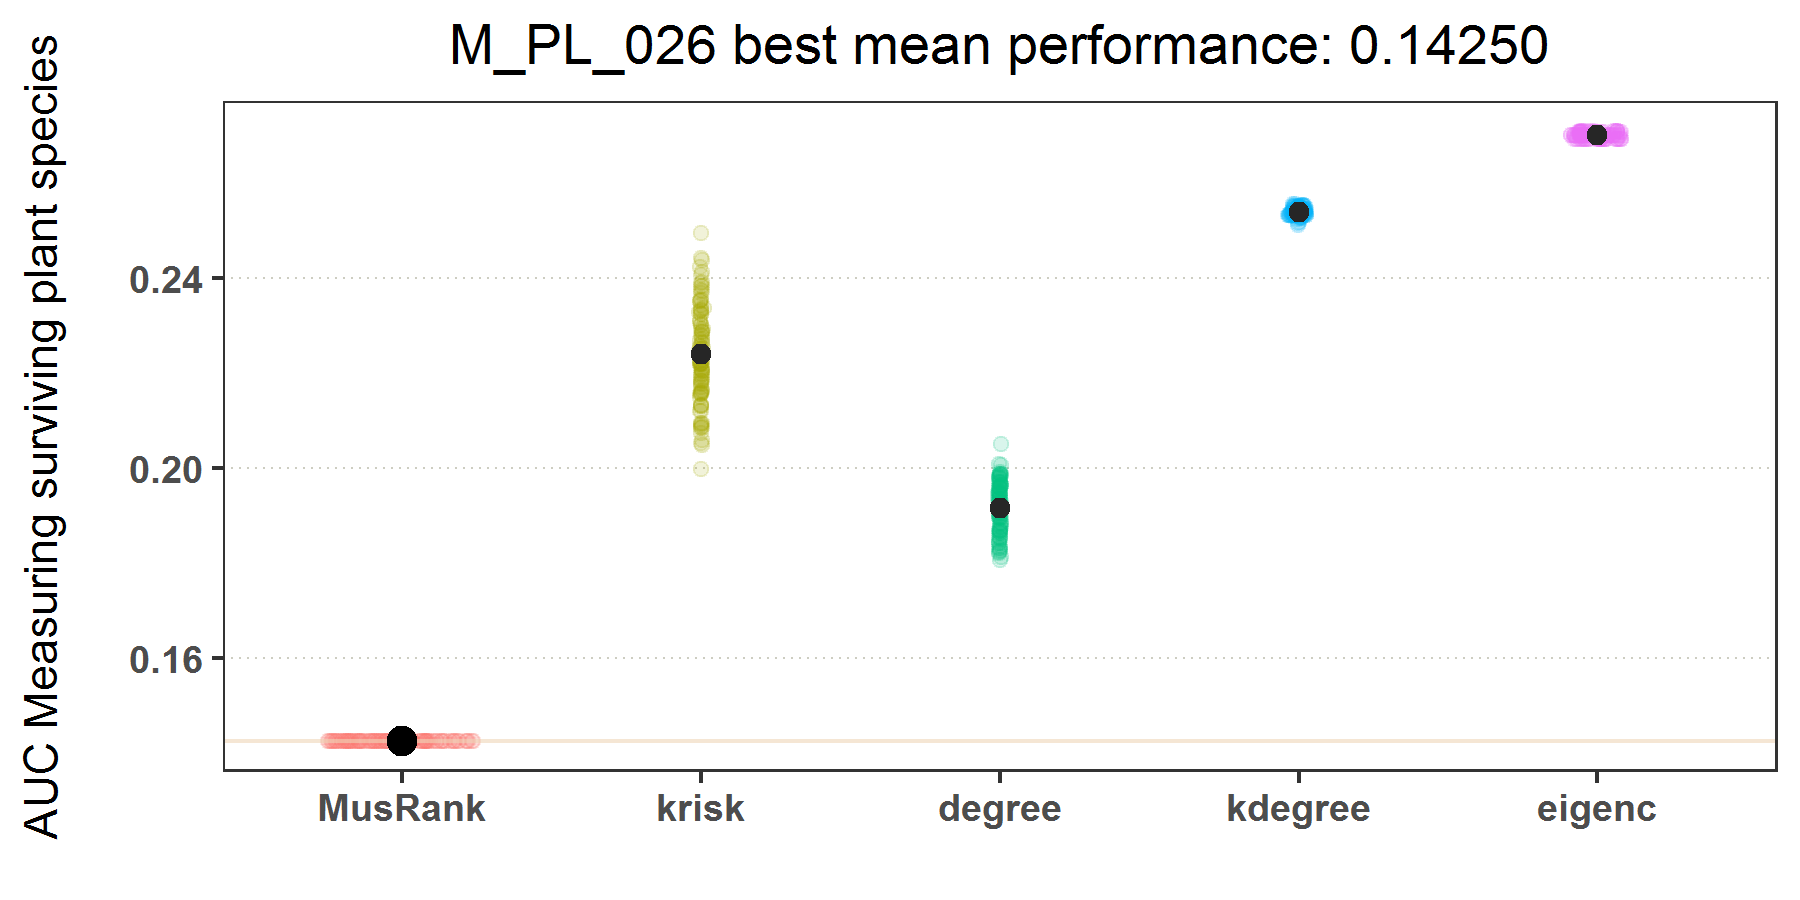 M_PL_026 best mean performance: 0.14250
AUC Measuring surviving plant species
0.24
0.20
0.16
MusRank krisk degree kdegree eigenc